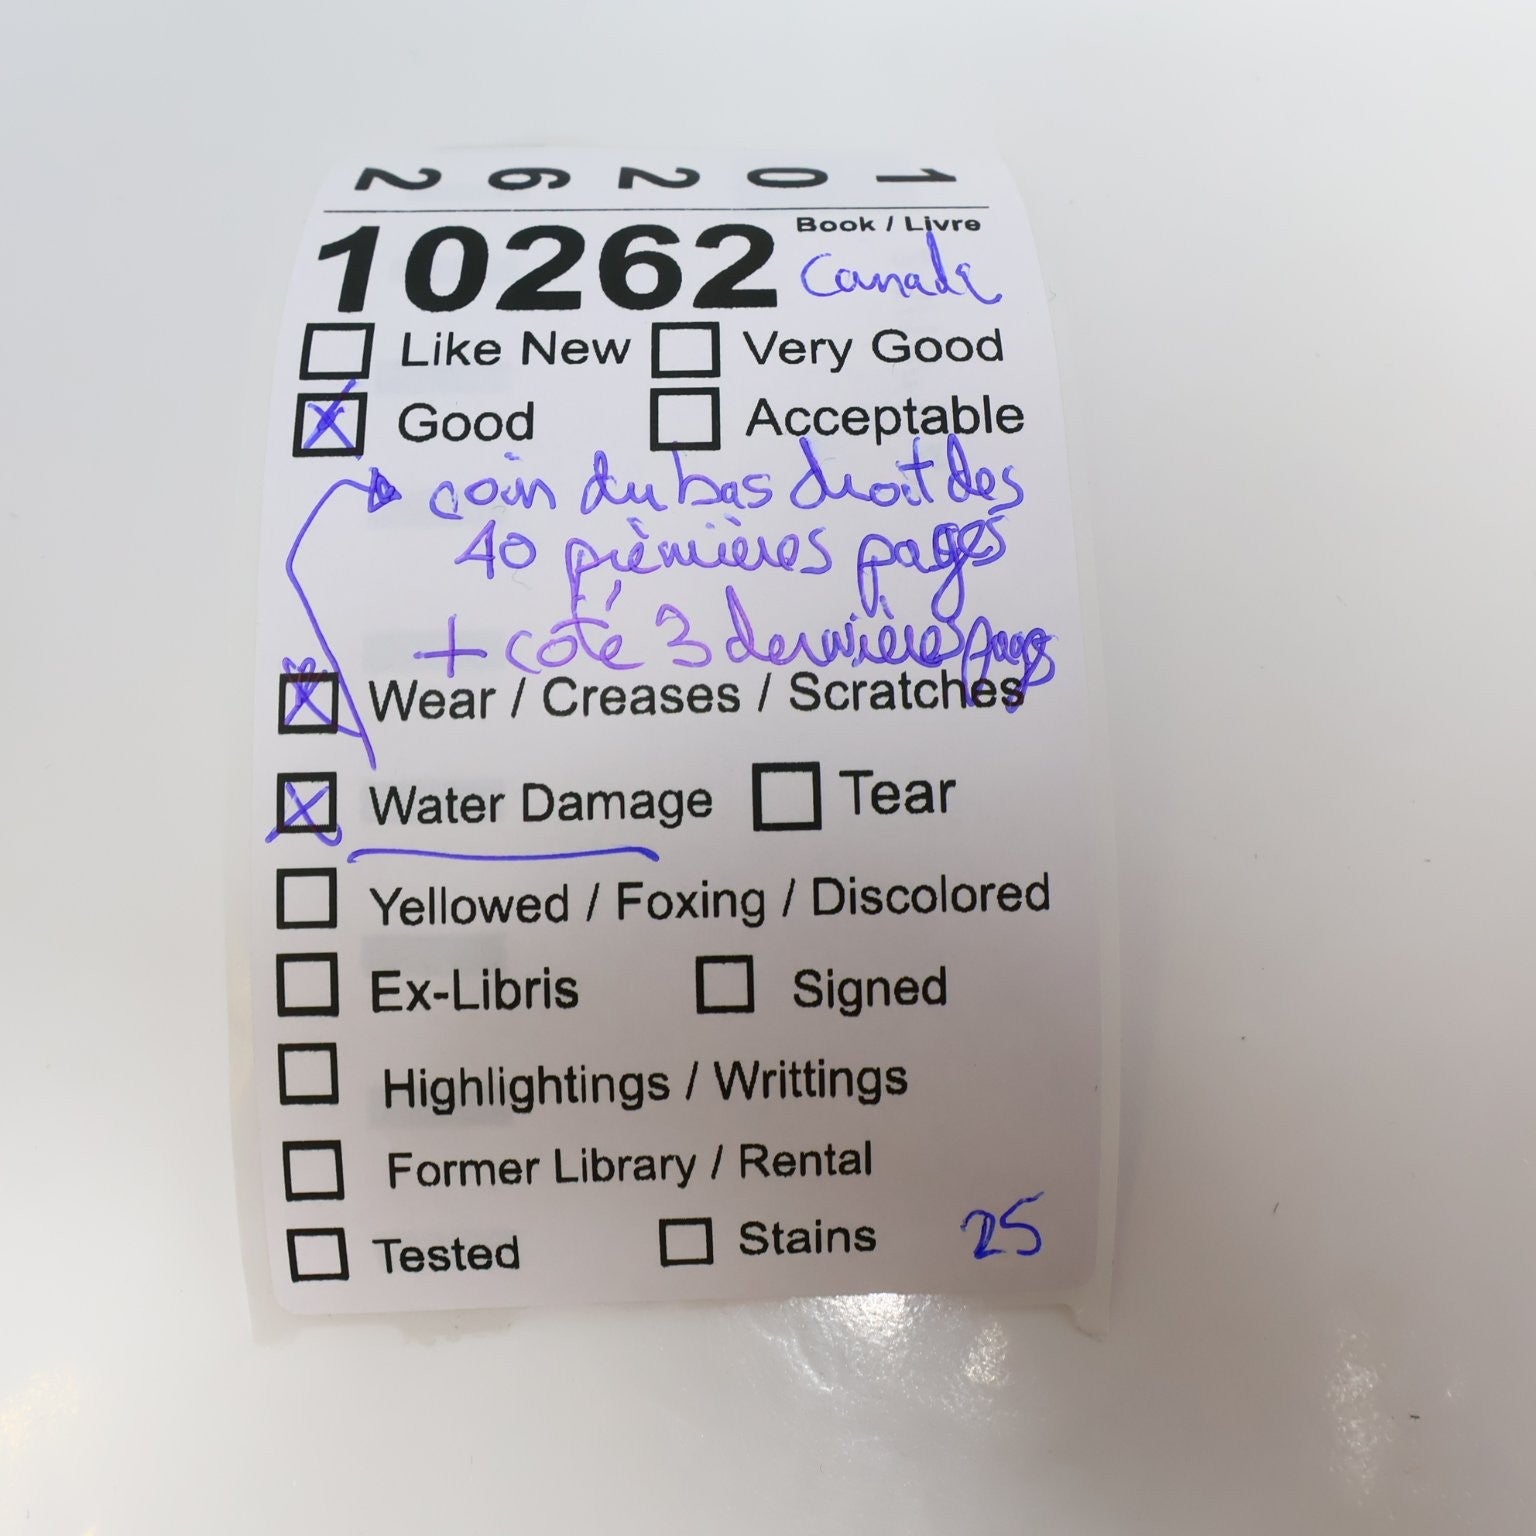 10262
Book / Livre
10262 Canada
Like New Very Good
Good Acceptable
coin du bas droit des
40 premières pages
+ coté 3 dernières pages
Wear / Creases / Scratches
Water Damage Tear
Yellowed / Foxing / Discolored
Ex-Libris Signed
Highlightings / Writtings
Former Library / Rental
Tested Stains 25